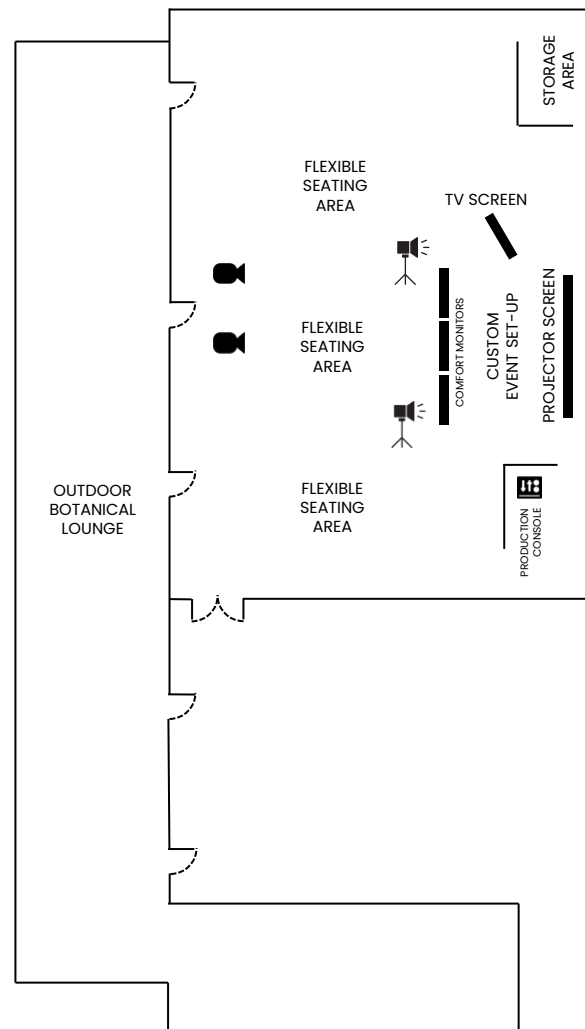 STORAGE
AREA
FLEXIBLE
SEATING
AREA
TV SCREEN
FLEXIBLE
SEATING
AREA
COMFORT MONITORS
CUSTOM
EVENT SET-UP
PROJECTOR SCREEN
OUTDOOR
BOTANICAL
LOUNGE
FLEXIBLE
SEATING
AREA
PRODUCTION
CONSOLE